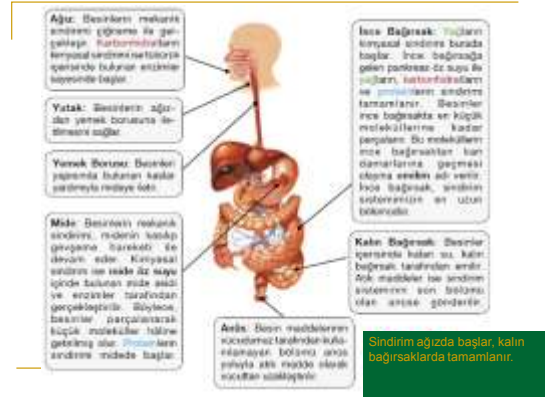 Ağız: Besinlerin mekanik
sindirimi çiğneme ile ger-
çekleşir. Karbonhidratların
kimyasal sindirimi ise tükürük
içerisinde bulunan enzimler
sayesinde başlar.
Yutak: Besinlerin ağız-
dan yemek borusuna ile-
tilmesini sağlar.
Yemek Borusu: Besinleri
yapısında bulunan kaslar
yardımıyla mideye iletir.
Mide: Besinlerin mekanik
sindirimi, midenin kasılıp
gevşeme hareketi ile
devam eder. Kimyasal
sindirim ise mide öz suyu
içinde bulunan mide asidi
ve enzimler tarafından
gerçekleştirilir. Böylece,
besinler parçalanarak
küçük moleküller hâline
getirilmiş olur. Proteinlerin
sindirimi midede başlar.
İnce Bağırsak: Yağların
kimyasal sindirimi burada
başlar. İnce bağırsağa
gelen pankreas öz suyu ile
yağların, karbonhidratların
ve proteinlerin sindirimi
tamamlanır. Besinler
ince bağırsakta en küçük
moleküllerine kadar
parçalanır. Bu moleküllerin
ince bağırsaktan kan
damarlarına geçmesi
olayına emilim adı verilir.
İnce bağırsak, sindirim
sistemimizin en uzun
bölümüdür.
Kalın Bağırsak: Besinler
içerisinde kalan su, kalın
bağırsak tarafından emilir.
Atık maddeler ise sindirim
sisteminin son bölümü
olan anüse gönderilir.
Anüs: Besin maddelerinin
vücudumuz tarafından kulla-
nılamayan bölümü anüs
yoluyla atık madde olarak
vücuttan uzaklaştırılır.
Sindirim ağızda başlar, kalın
bağırsaklarda tamamlanır.